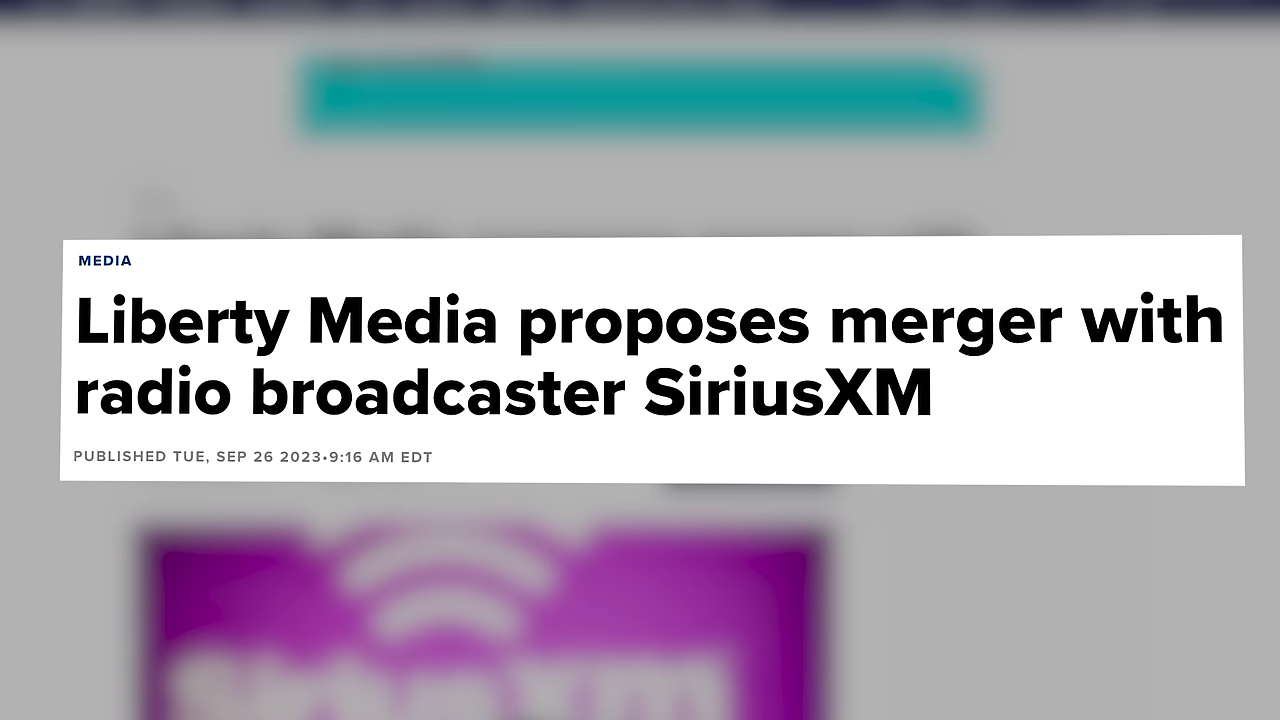 MEDIA
Liberty Media proposes merger with
radio broadcaster SiriusXM
PUBLISHED TUE, SEP 26 2023•9:16 AM EDT